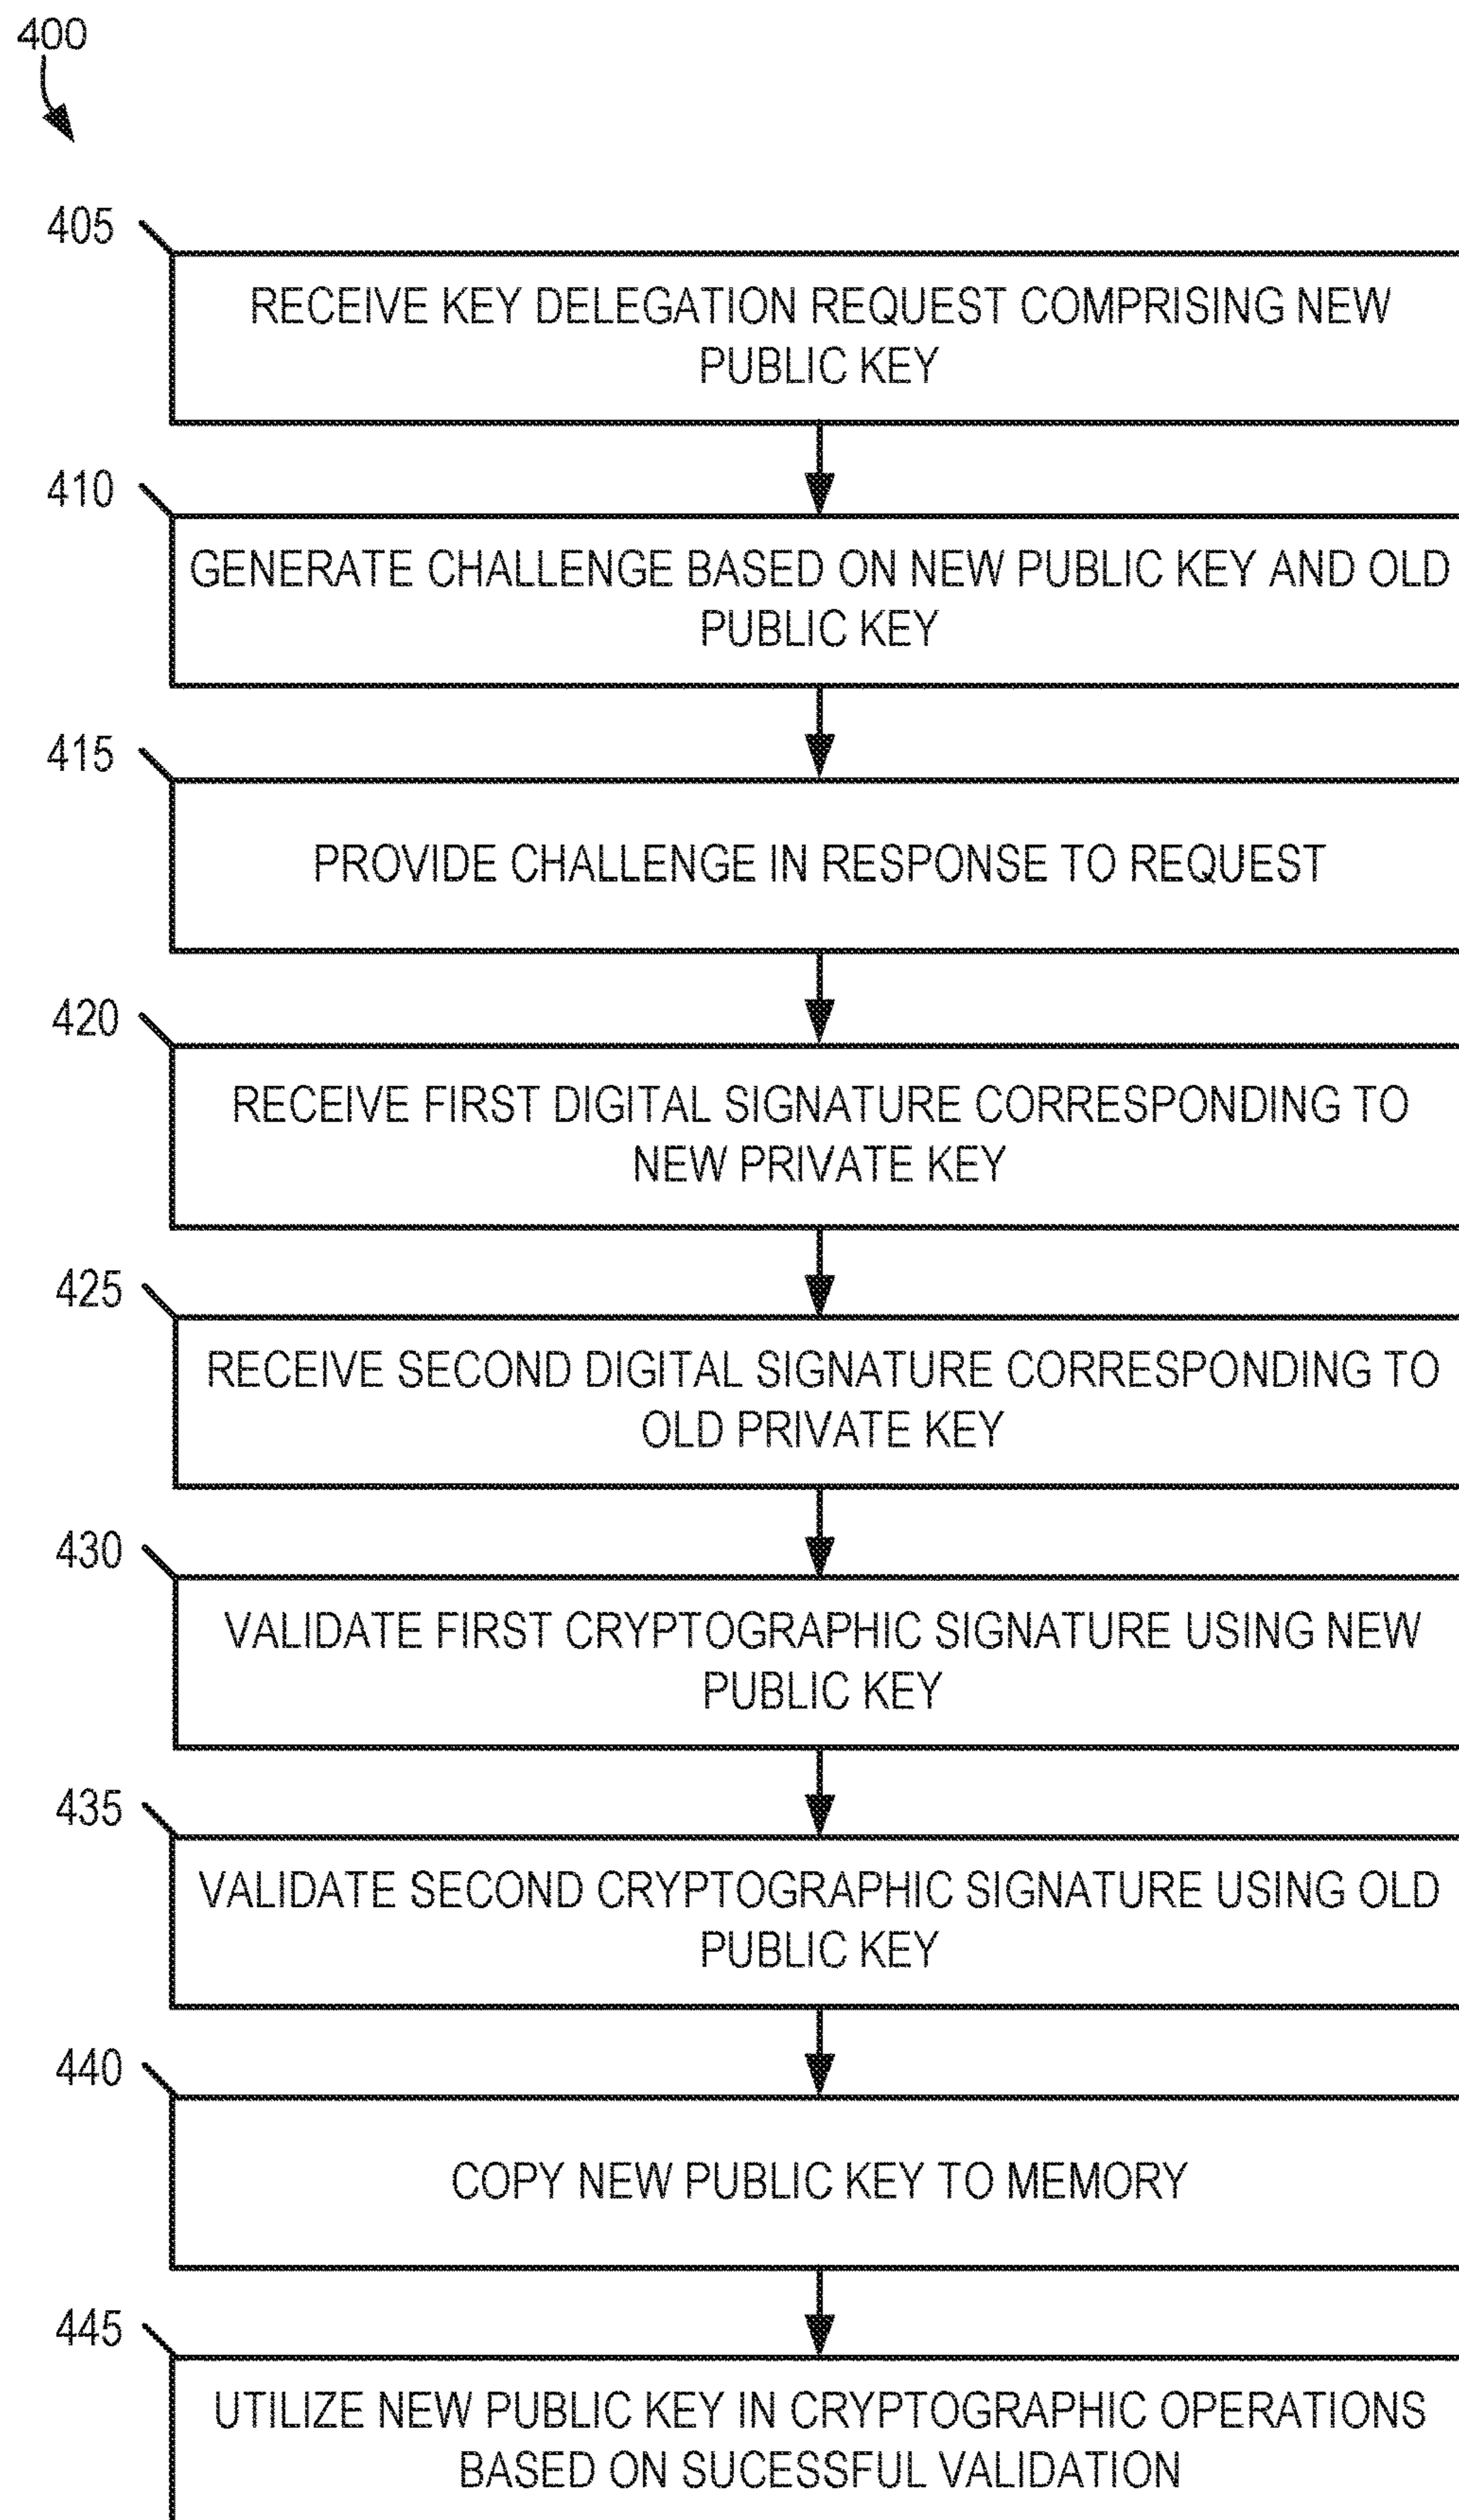 400
405
RECEIVE KEY DELEGATION REQUEST COMPRISING NEW
PUBLIC KEY
410
GENERATE CHALLENGE BASED ON NEW PUBLIC KEY AND OLD
PUBLIC KEY
415
PROVIDE CHALLENGE IN RESPONSE TO REQUEST
420
RECEIVE FIRST DIGITAL SIGNATURE CORRESPONDING TO
NEW PRIVATE KEY
425
RECEIVE SECOND DIGITAL SIGNATURE CORRESPONDING TO
OLD PRIVATE KEY
430
VALIDATE FIRST CRYPTOGRAPHIC SIGNATURE USING NEW
PUBLIC KEY
435
VALIDATE SECOND CRYPTOGRAPHIC SIGNATURE USING OLD
PUBLIC KEY
440
COPY NEW PUBLIC KEY TO MEMORY
445
UTILIZE NEW PUBLIC KEY IN CRYPTOGRAPHIC OPERATIONS
BASED ON SUCESSFUL VALIDATION